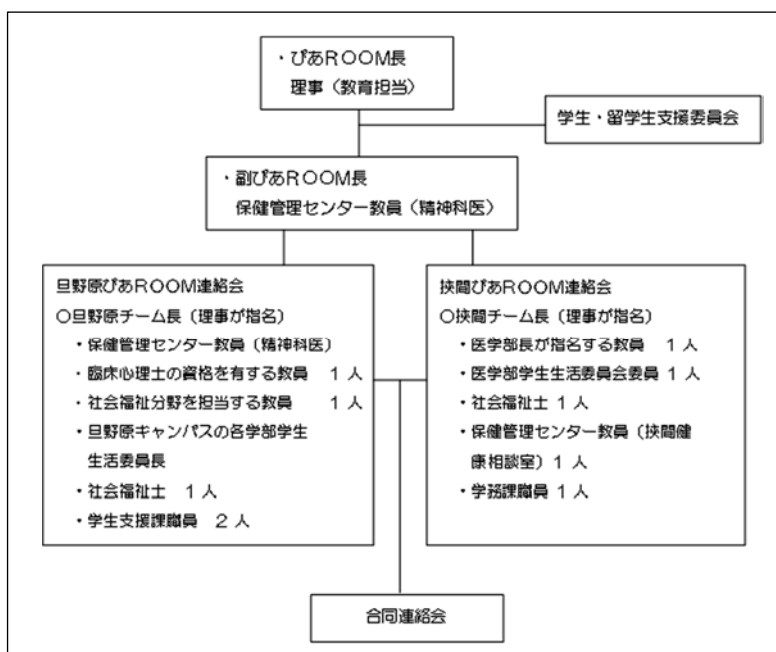 ・ぴあＲＯＯＭ長
理事（教育担当）
学生・留学生支援委員会
・副ぴあＲＯＯＭ長
保健管理センター教員（精神科医）
旦野原ぴあＲＯＯＭ連絡会
〇旦野原チーム長（理事が指名）
・保健管理センター教員（精神科医）
・臨床心理士の資格を有する教員　１人
・社会福祉分野を担当する教員　１人
・旦野原キャンパスの各学部学生
生活委員長
・社会福祉士　１人
・学生支援課職員　２人
挾間ぴあＲＯＯＭ連絡会
〇挾間チーム長（理事が指名）
・医学部長が指名する教員　１人
・医学部学生生活委員会委員１人
・社会福祉士１人
・保健管理センター教員（挾間健
康相談室）１人
・学務課職員１人
合同連絡会